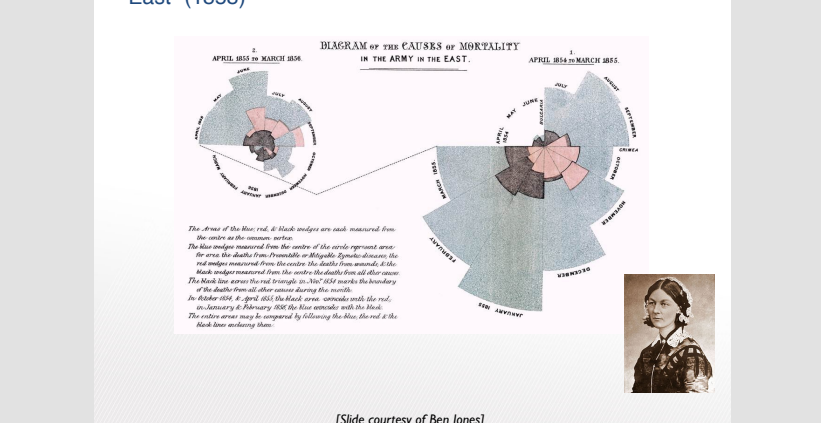 East" (1858)
DIAGRAM OF THE CAUSES OF MORTALITY
IN THE ARMY IN THE EAST.
2.
APRIL 1855 TO MARCH 1856.
1.
APRIL 1854 TO MARCH 1855.
JUNE
MAY
JULY
AUGUST
APRIL 1855
SEPTEMBER
OCTOBER
NOVEMBER
DECEMBER
1856
JANUARY
FEBRUARY
MARCH
APRIL
1854
MAY
JUNE
BULGARIA
JULY
AUGUST
SEPTEMBER
CRIMEA
OCTOBER
NOVEMBER
DECEMBER
JANUARY 1855
FEBRUARY
MARCH 1855
The Areas of the blue, red, & black wedges are each measured from
the centre as the common vertex.
The blue wedges measured from the centre of the circle represent area
for area the deaths from Preventible or Mitigable Zymotic diseases, the
red wedges measured from the centre the deaths from wounds, & the
black wedges measured from the centre the deaths from all other causes.
The black line across the red triangle in Nov.r 1854 marks the boundary
of the deaths from all other causes during the month.
In October 1854, & April 1855, the black area coincides with the red,
in January & February 1856, the blue coincides with the black.
The entire areas may be compared by following the blue, the red & the
black lines enclosing them.
[Slide courtesy of Ben Jones]